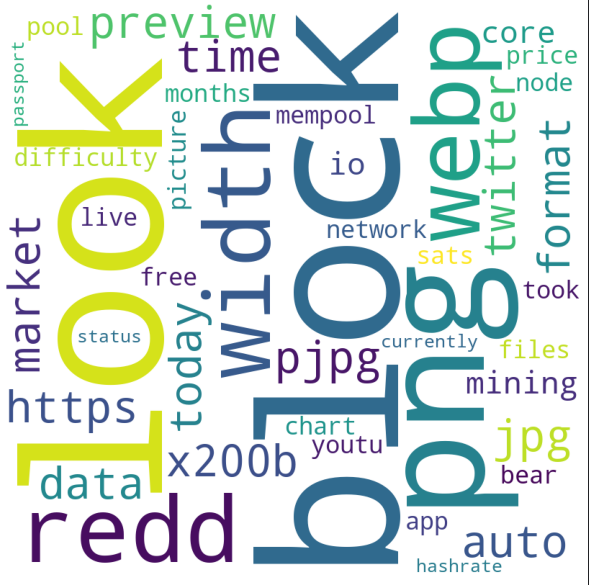 pool
preview
core
time
price
passport
months
node
look
mempool
block
webp
picture
width
twitter
format
difficulty
io
live
network
market
sats
free
took
png
status
today
currently
files
pjpg
mining
https
chart
youtu
jpg
x200b
bear
data
redd
app
auto
hashrate